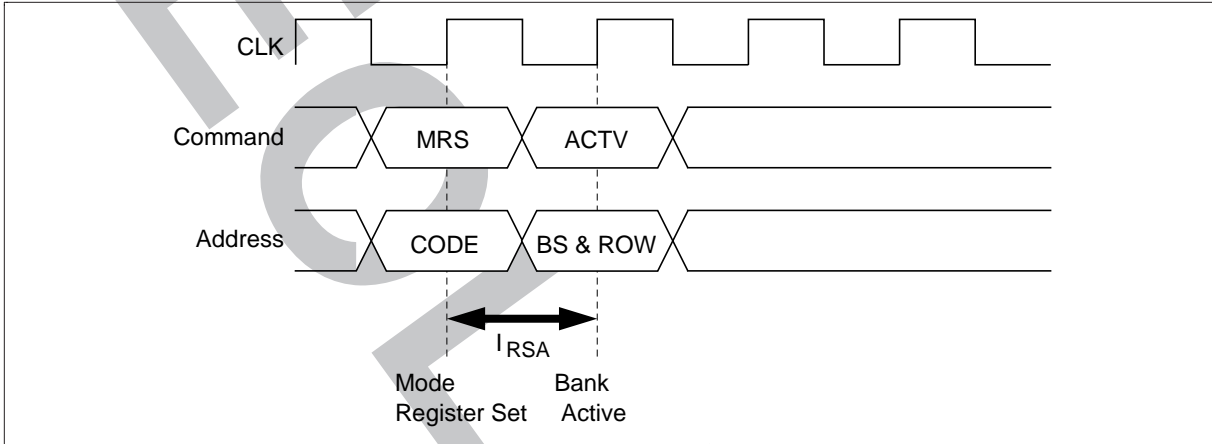 CLK
Command
MRS
ACTV
Address
CODE
BS & ROW
l RSA
Mode
Register Set
Bank
Active